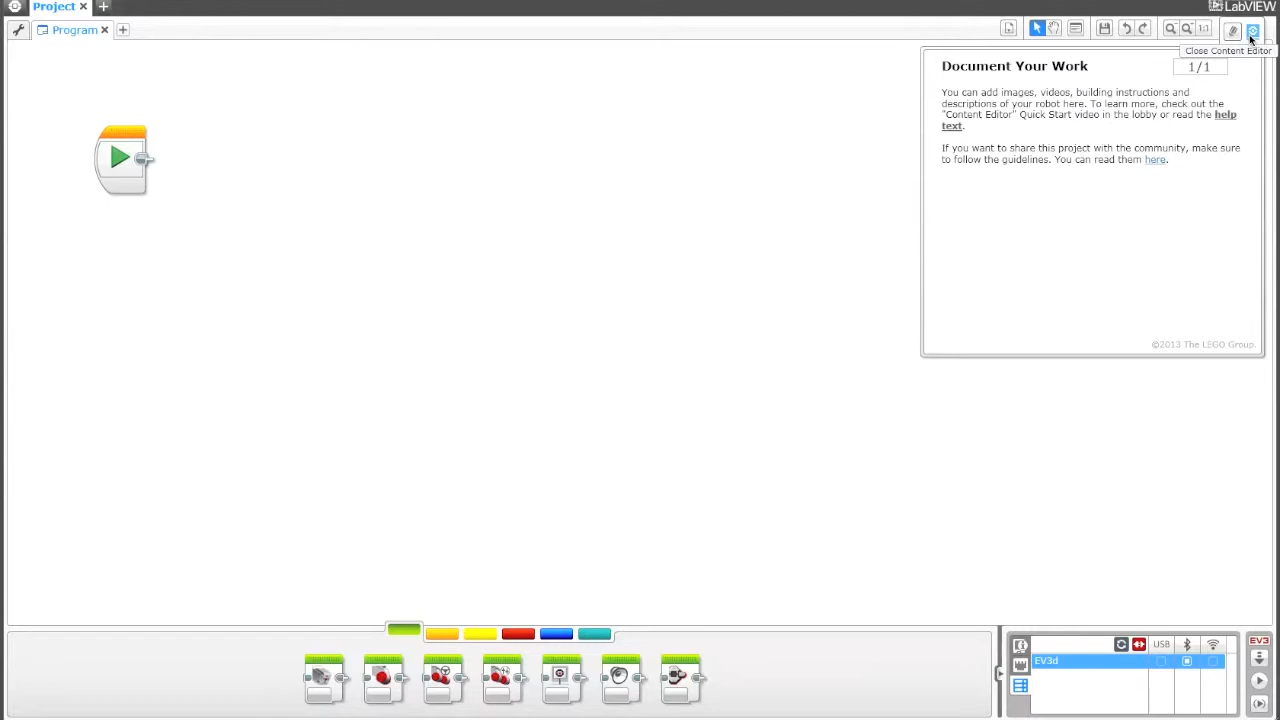 Project
LabVIEW
Program
1:1
Close Content Editor
Document Your Work
1/1
You can add images, videos, building instructions and
descriptions of your robot here. To learn more, check out the
"Content Editor" Quick Start video in the lobby or read the help
text.
If you want to share this project with the community, make sure
to follow the guidelines. You can read them here.
©2013 The LEGO Group.
USB
EV3
EV3d